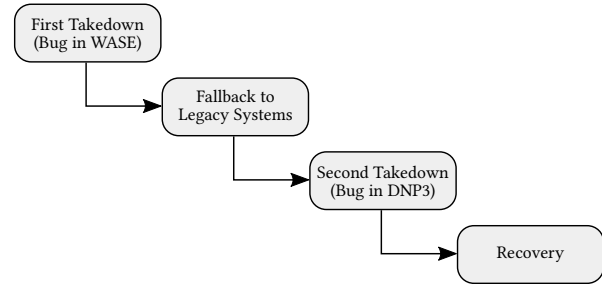 First Takedown
(Bug in WASE)
Fallback to
Legacy Systems
Second Takedown
(Bug in DNP3)
Recovery